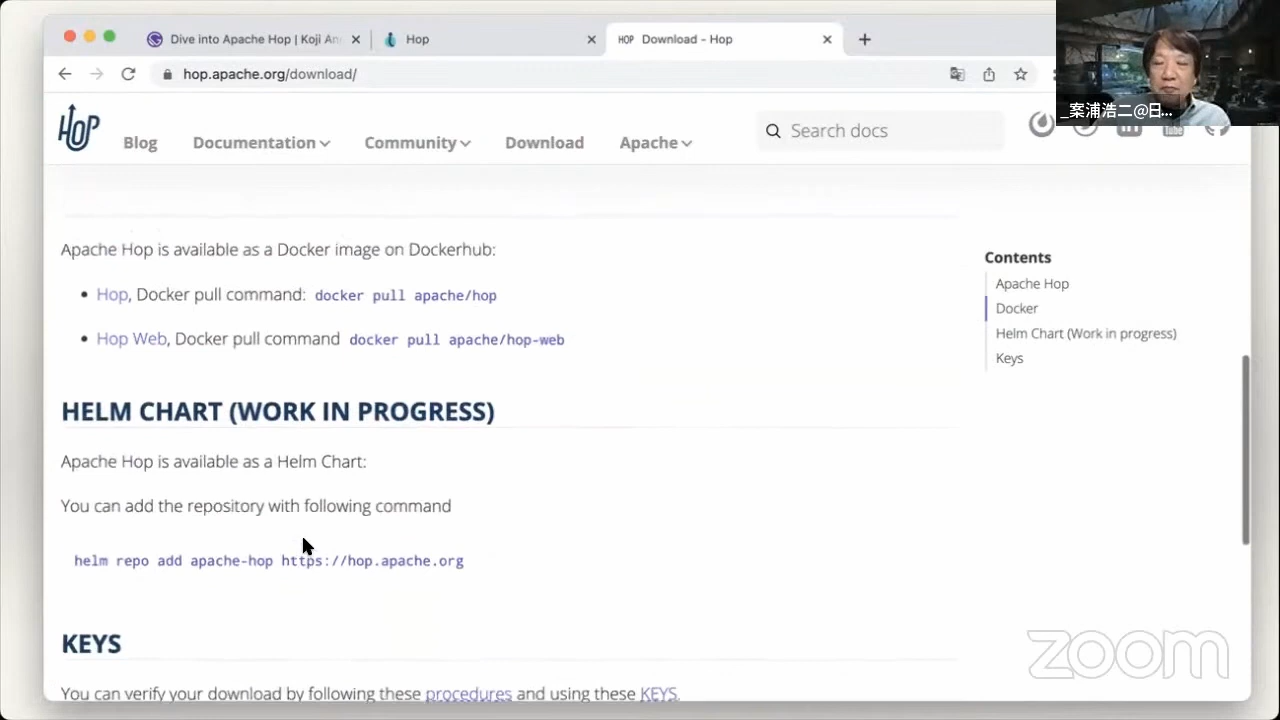 Dive into Apache Hop | Koji An
Hop
Download - Hop
hop.apache.org/download/
_案浦浩二@日...
HOP
Blog
Documentation
Community
Download
Apache
Search docs
Apache Hop is available as a Docker image on Dockerhub:
Hop, Docker pull command: docker pull apache/hop
Hop Web, Docker pull command docker pull apache/hop-web
Contents
Apache Hop
Docker
Helm Chart (Work in progress)
Keys
HELM CHART (WORK IN PROGRESS)
Apache Hop is available as a Helm Chart:
You can add the repository with following command
helm repo add apache-hop https://hop.apache.org
KEYS
You can verify your download by following these procedures and using these KEYS.
zoom